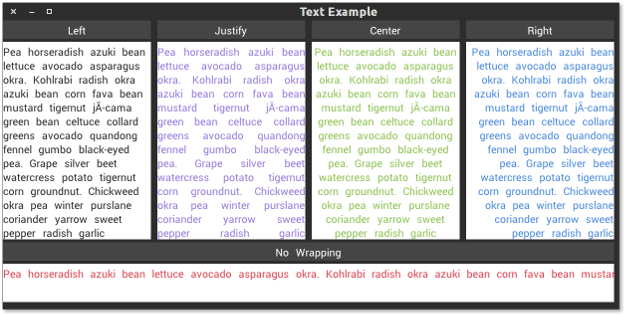 Text Example
Left
Pea horseradish azuki bean
lettuce avocado asparagus
okra. Kohlrabi radish okra
azuki bean corn fava bean
mustard tigernut jÃ-cama
green bean celtuce collard
greens avocado quandong
fennel gumbo black-eyed
pea. Grape silver beet
watercress potato tigernut
corn groundnut. Chickweed
okra pea winter purslane
coriander yarrow sweet
pepper radish garlic
Justify
Pea horseradish azuki bean
lettuce avocado asparagus
okra. Kohlrabi radish okra
azuki bean corn fava bean
mustard tigernut jÃ-cama
green bean celtuce collard
greens avocado quandong
fennel gumbo black-eyed
pea. Grape silver beet
watercress potato tigernut
corn groundnut. Chickweed
okra pea winter purslane
coriander yarrow sweet
pepper radish garlic
Center
Pea horseradish azuki bean
lettuce avocado asparagus
okra. Kohlrabi radish okra
azuki bean corn fava bean
mustard tigernut jÃ-cama
green bean celtuce collard
greens avocado quandong
fennel gumbo black-eyed
pea. Grape silver beet
watercress potato tigernut
corn groundnut. Chickweed
okra pea winter purslane
coriander yarrow sweet
pepper radish garlic
Right
Pea horseradish azuki bean
lettuce avocado asparagus
okra. Kohlrabi radish okra
azuki bean corn fava bean
mustard tigernut jÃ-cama
green bean celtuce collard
greens avocado quandong
fennel gumbo black-eyed
pea. Grape silver beet
watercress potato tigernut
corn groundnut. Chickweed
okra pea winter purslane
coriander yarrow sweet
pepper radish garlic
No Wrapping
Pea horseradish azuki bean lettuce avocado asparagus okra. Kohlrabi radish okra azuki bean corn fava bean mustar